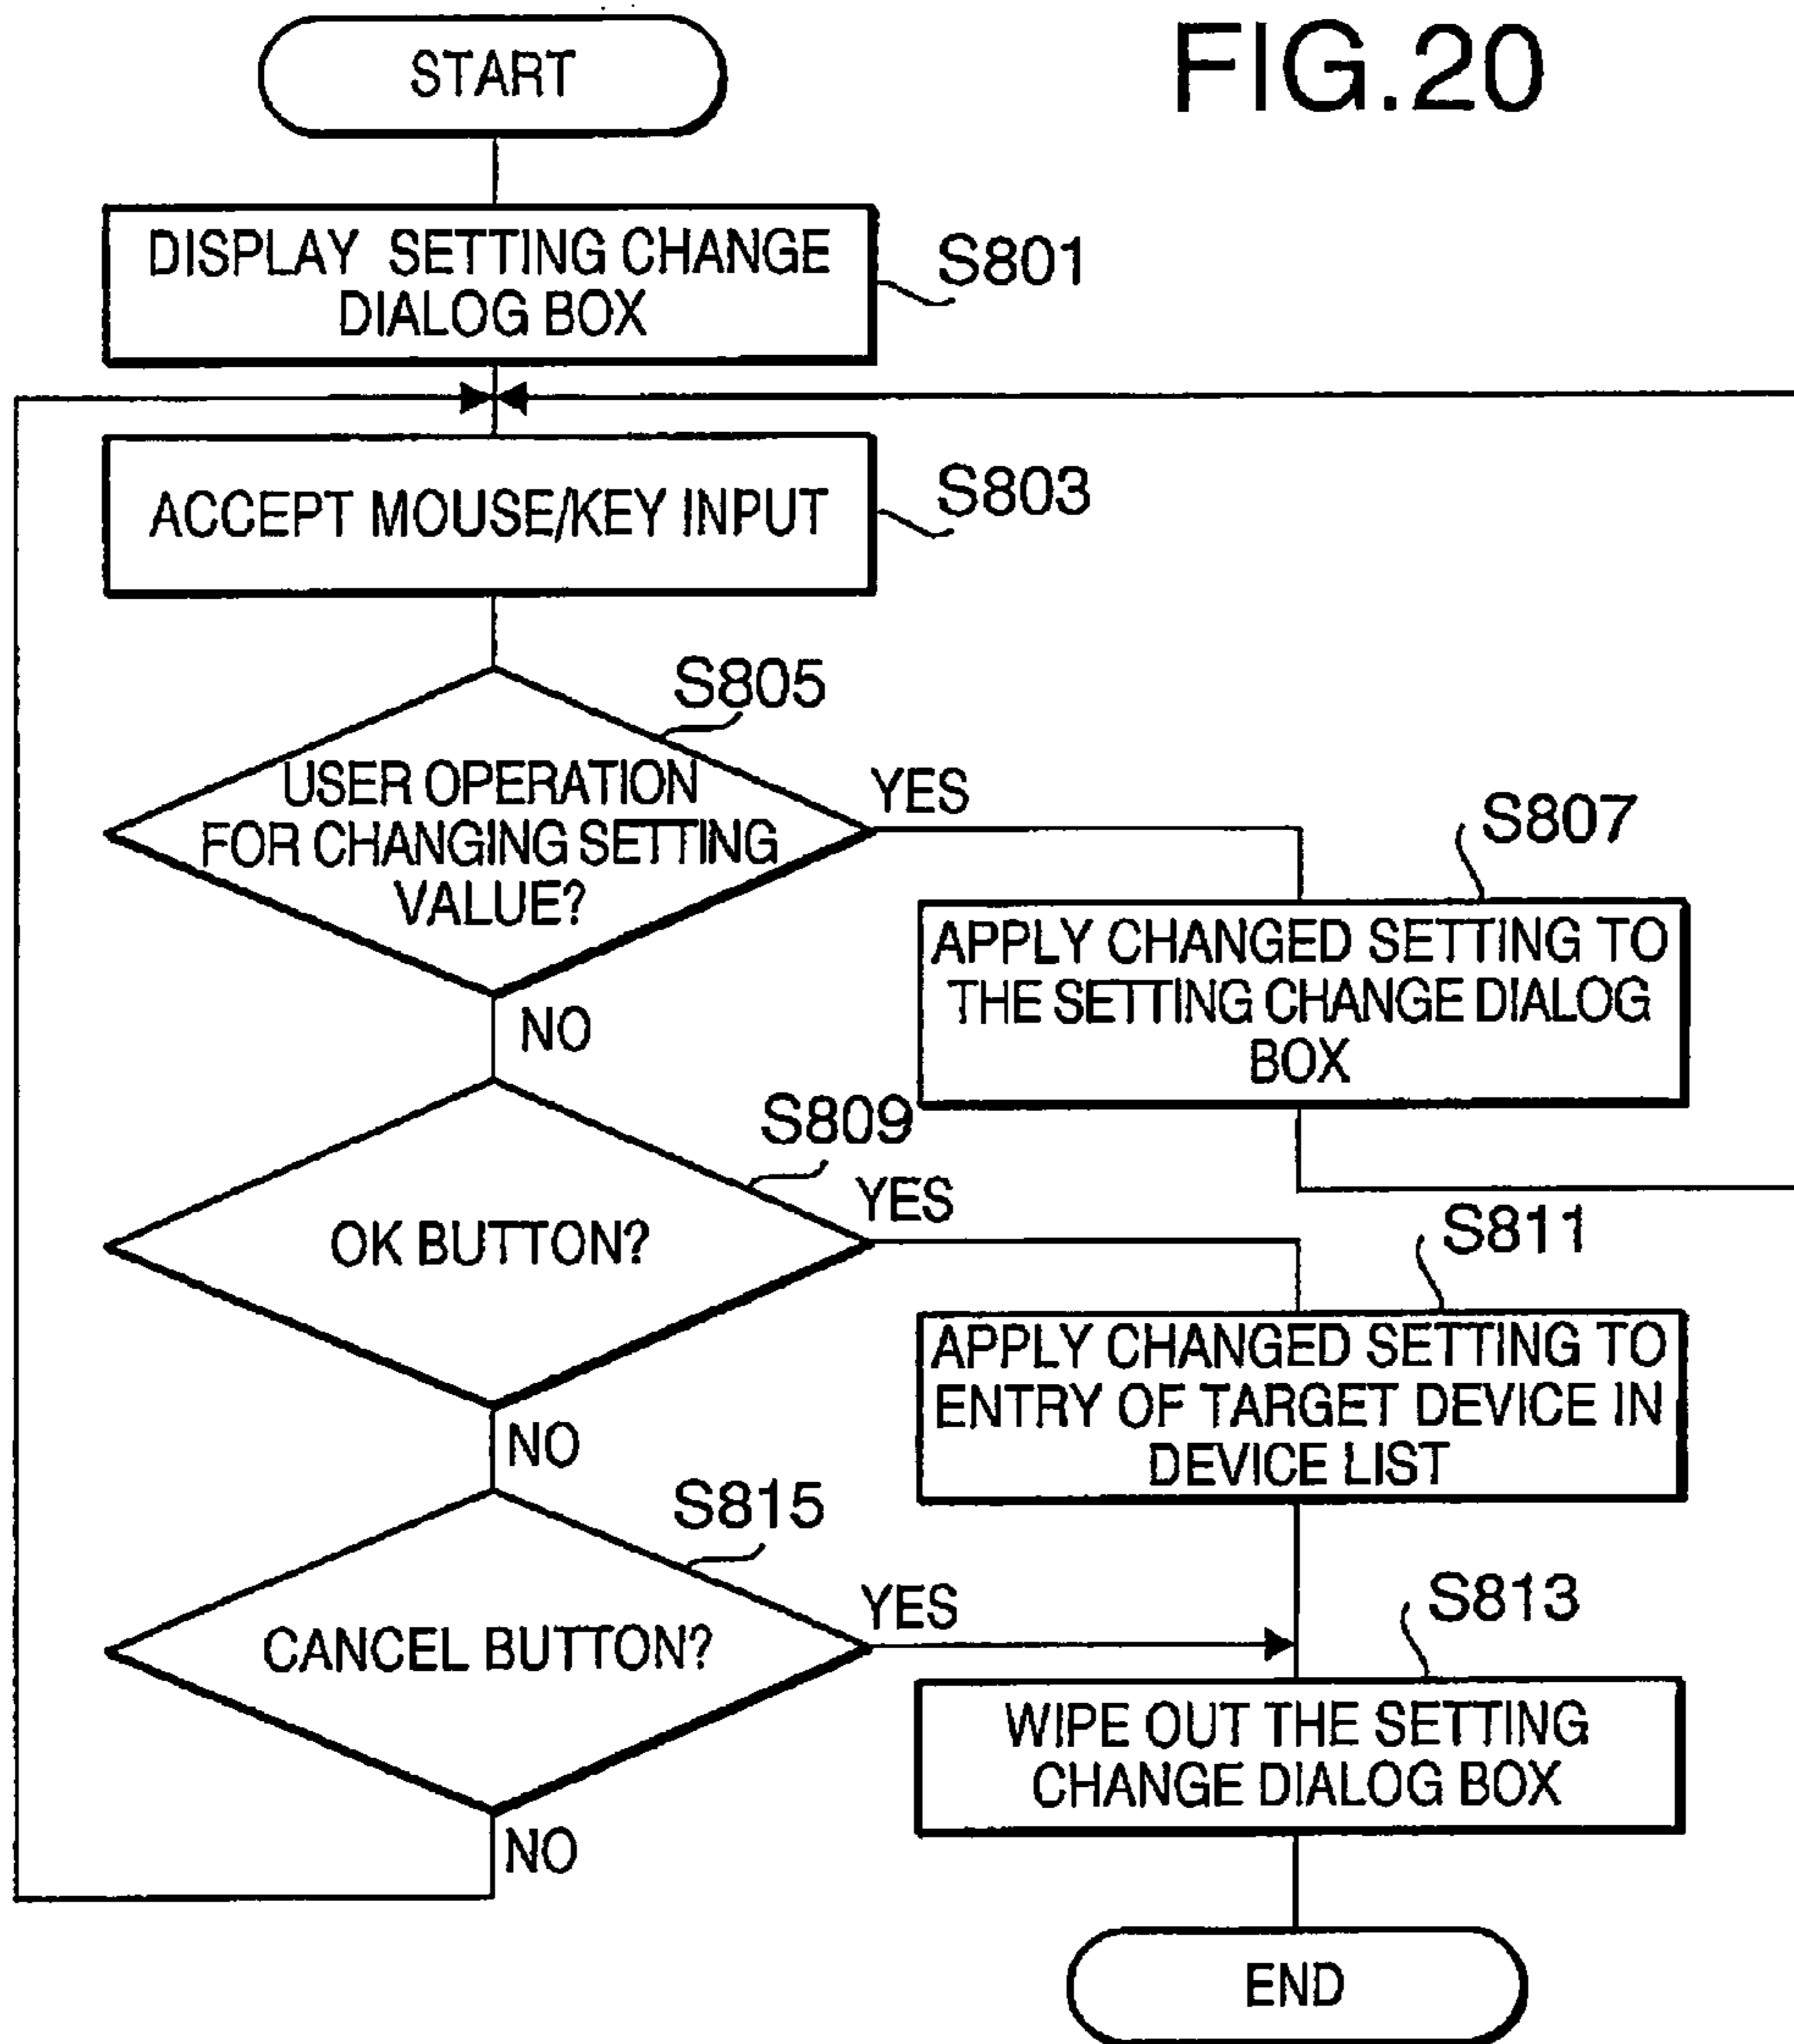 FIG.20
START
DISPLAY SETTING CHANGE
DIALOG BOX
S801
ACCEPT MOUSE/KEY INPUT
S803
S805
USER OPERATION
FOR CHANGING SETTING
VALUE?
YES
NO
S807
APPLY CHANGED SETTING TO
THE SETTING CHANGE DIALOG
BOX
S809
OK BUTTON?
YES
NO
S811
APPLY CHANGED SETTING TO
ENTRY OF TARGET DEVICE IN
DEVICE LIST
S815
CANCEL BUTTON?
YES
NO
S813
WIPE OUT THE SETTING
CHANGE DIALOG BOX
END